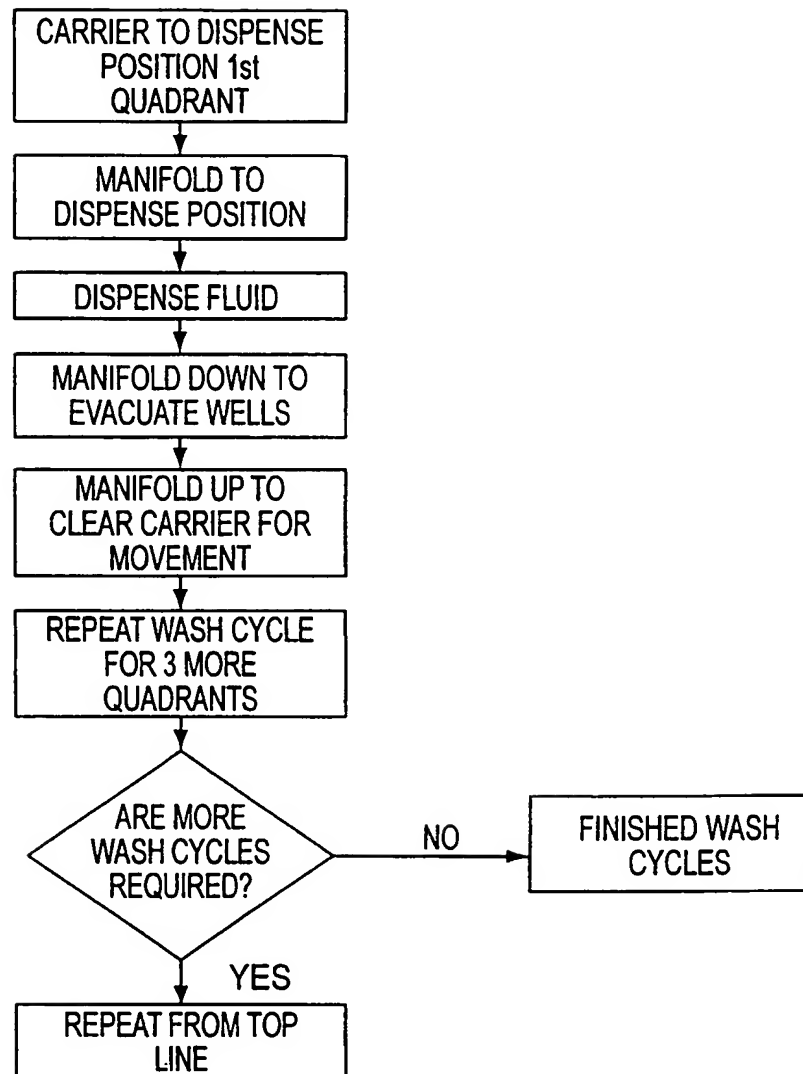 CARRIER TO DISPENSE
POSITION 1st
QUADRANT
MANIFOLD TO
DISPENSE POSITION
DISPENSE FLUID
MANIFOLD DOWN TO
EVACUATE WELLS
MANIFOLD UP TO
CLEAR CARRIER FOR
MOVEMENT
REPEAT WASH CYCLE
FOR 3 MORE
QUADRANTS
ARE MORE
WASH CYCLES
REQUIRED?
NO
FINISHED WASH
CYCLES
YES
REPEAT FROM TOP
LINE